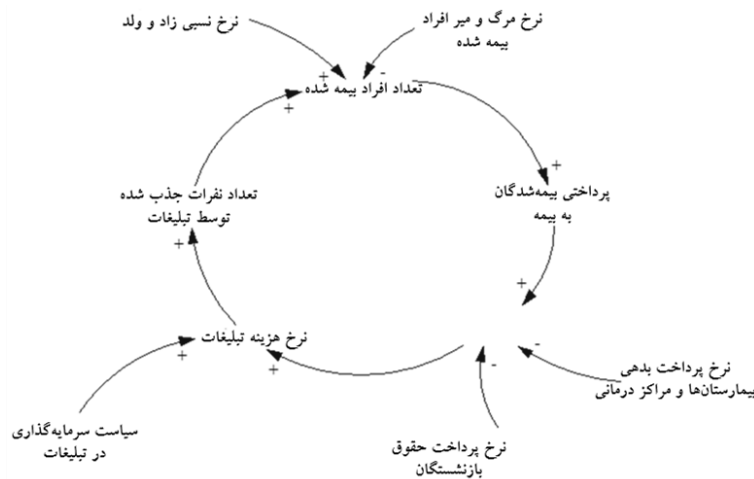 نرخ مرگ و میر افراد
بیمه شده
نرخ نسبی زاد و ولد
+
-
تعداد افراد بیمه شده
+
+
پرداختی بیمه‌شدگان
به بیمه
تعداد نفرات جذب شده
توسط تبلیغات
+
+
-
نرخ هزینه تبلیغات
+
+
-
نرخ پرداخت بدهی
بیمارستان‌ها و مراکز درمانی
سیاست سرمایه‌گذاری
در تبلیغات
نرخ پرداخت حقوق
بازنشستگان